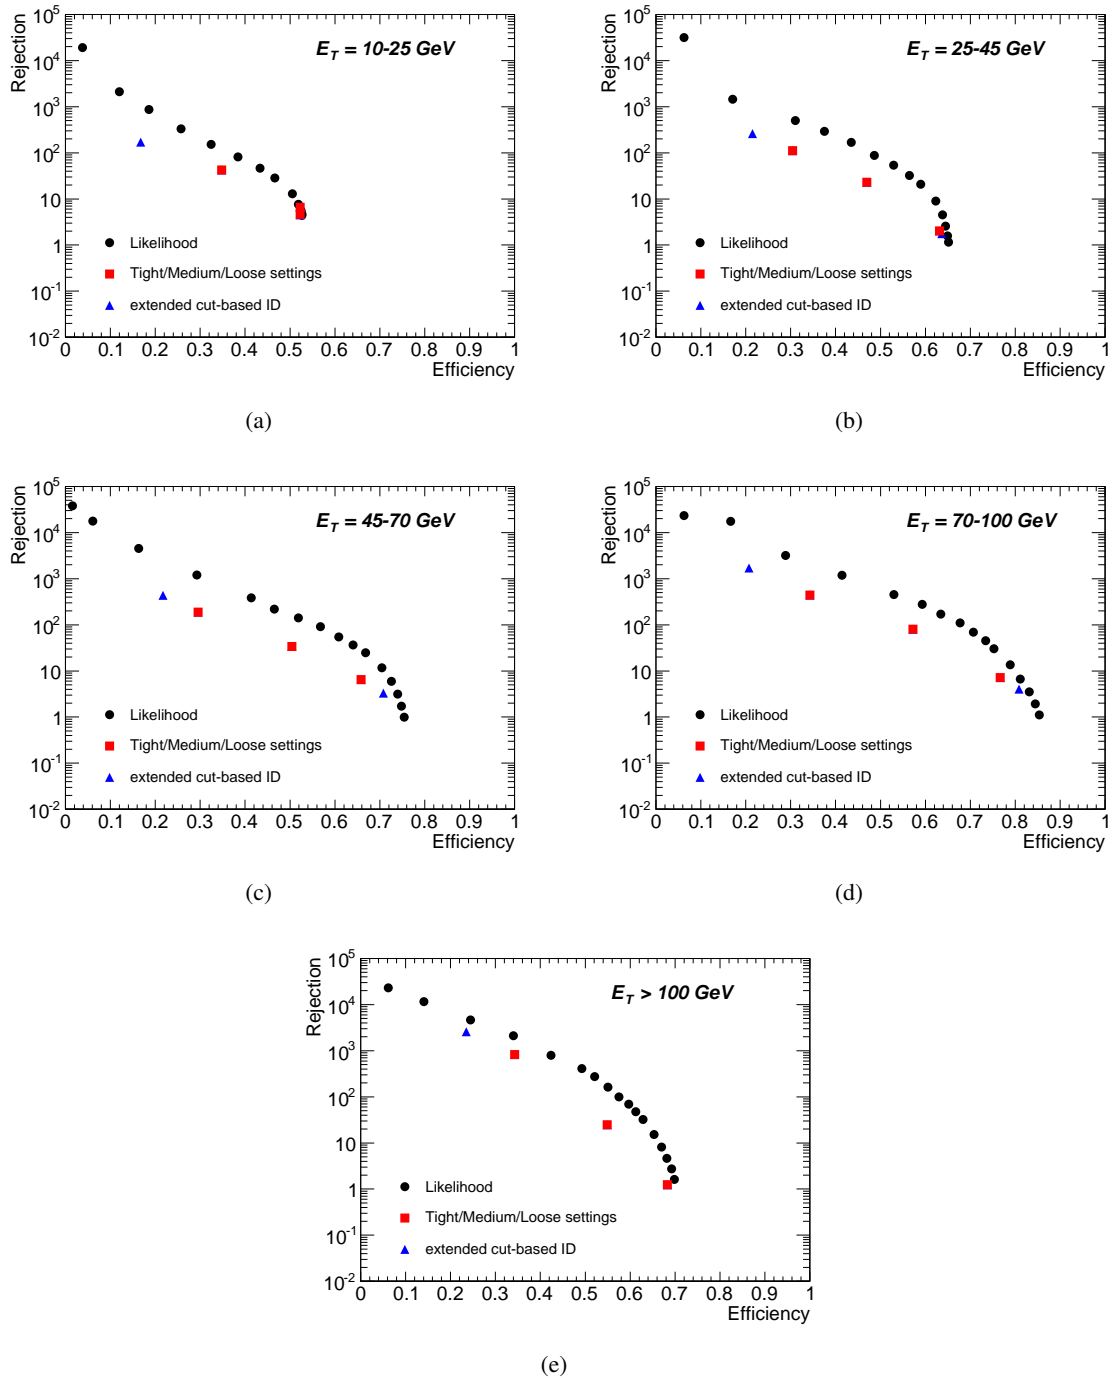 Rejection
10^5
E_T = 10-25 GeV
10^4
10^3
10^2
10
Likelihood
1
Tight/Medium/Loose settings
10^-1
extended cut-based ID
10^-2
0 0.1 0.2 0.3 0.4 0.5 0.6 0.7 0.8 0.9 1
Efficiency
(a)
Rejection
10^5
E_T = 25-45 GeV
10^4
10^3
10^2
10
Likelihood
1
Tight/Medium/Loose settings
10^-1
extended cut-based ID
10^-2
0 0.1 0.2 0.3 0.4 0.5 0.6 0.7 0.8 0.9 1
Efficiency
(b)
Rejection
10^5
E_T = 45-70 GeV
10^4
10^3
10^2
10
Likelihood
1
Tight/Medium/Loose settings
10^-1
extended cut-based ID
10^-2
0 0.1 0.2 0.3 0.4 0.5 0.6 0.7 0.8 0.9 1
Efficiency
(c)
Rejection
10^5
E_T = 70-100 GeV
10^4
10^3
10^2
10
Likelihood
1
Tight/Medium/Loose settings
10^-1
extended cut-based ID
10^-2
0 0.1 0.2 0.3 0.4 0.5 0.6 0.7 0.8 0.9 1
Efficiency
(d)
Rejection
10^5
E_T > 100 GeV
10^4
10^3
10^2
10
Likelihood
1
Tight/Medium/Loose settings
10^-1
extended cut-based ID
10^-2
0 0.1 0.2 0.3 0.4 0.5 0.6 0.7 0.8 0.9 1
Efficiency
(e)